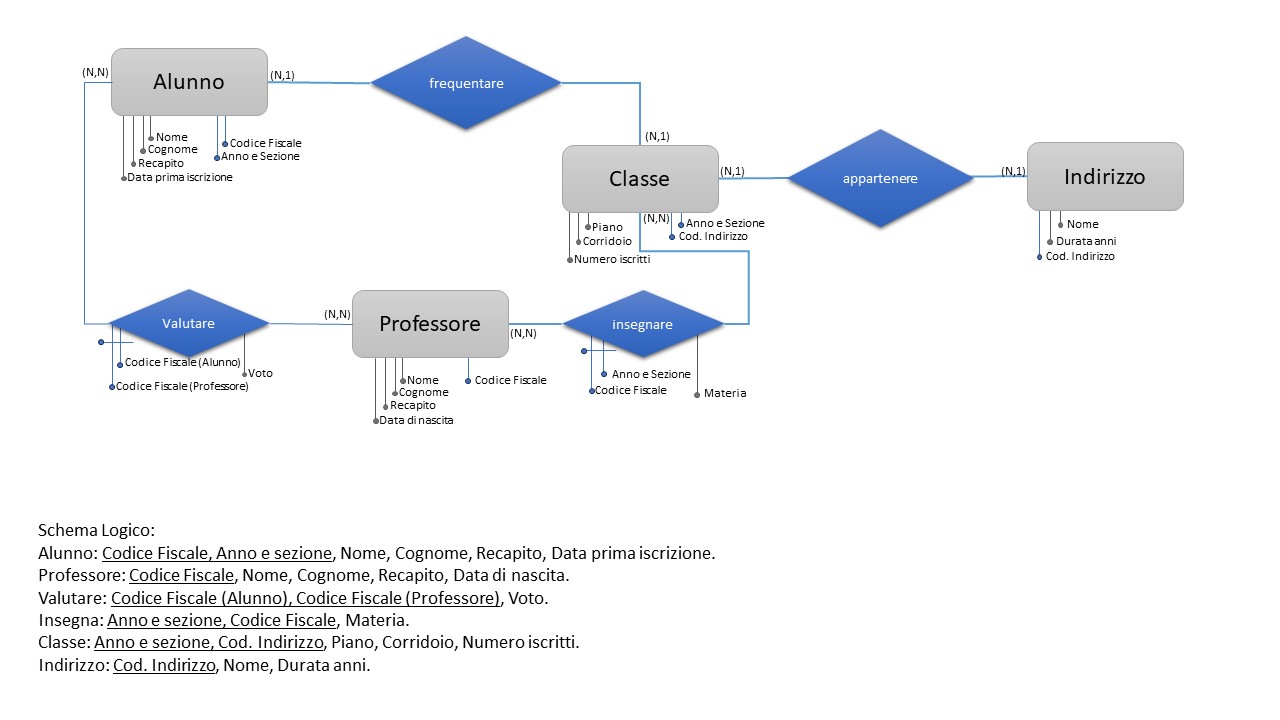 (N,N)
Alunno
(N,1)
frequentare
Nome
Codice Fiscale
Cognome
Anno e Sezione
Recapito
Data prima iscrizione
(N,1)
Classe
(N,1)
appartenere
(N,1)
Indirizzo
(N,N)
Anno e Sezione
Piano
Cod. Indirizzo
Corridoio
Numero iscritti
Nome
Durata anni
Cod. Indirizzo
Valutare
(N,N)
Professore
(N,N)
insegnare
Codice Fiscale (Alunno)
Voto
Codice Fiscale (Professore)
Nome
Codice Fiscale
Cognome
Recapito
Data di nascita
Anno e Sezione
Codice Fiscale
Materia
Schema Logico:
Alunno: Codice Fiscale, Anno e sezione, Nome, Cognome, Recapito, Data prima iscrizione.
Professore: Codice Fiscale, Nome, Cognome, Recapito, Data di nascita.
Valutare: Codice Fiscale (Alunno), Codice Fiscale (Professore), Voto.
Insegna: Anno e sezione, Codice Fiscale, Materia.
Classe: Anno e sezione, Cod. Indirizzo, Piano, Corridoio, Numero iscritti.
Indirizzo: Cod. Indirizzo, Nome, Durata anni.